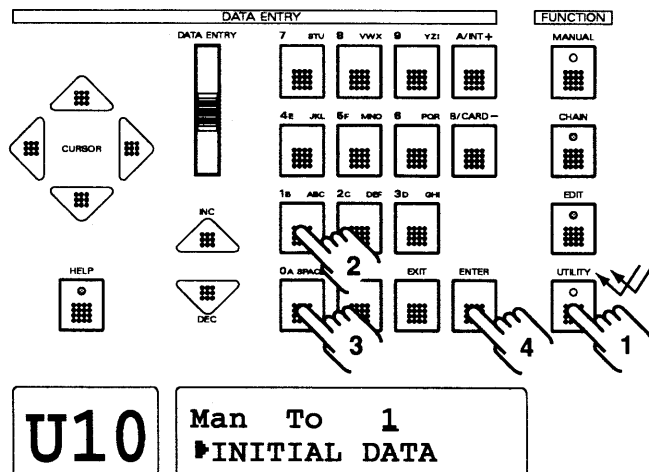 DATA ENTRY FUNCTION
DATA ENTRY 7 STU 8 VWX 9 YZ! A/INT+ MANUAL
4E JKL 5F MNO 6 PQR B/CARD− CHAIN
CURSOR
1B ABC 2C DEF 3D GHI EDIT
INC
2
HELP 0A SPACE EXIT ENTER UTILITY
DEC
3 4 1
U10
Man To 1
INITIAL DATA